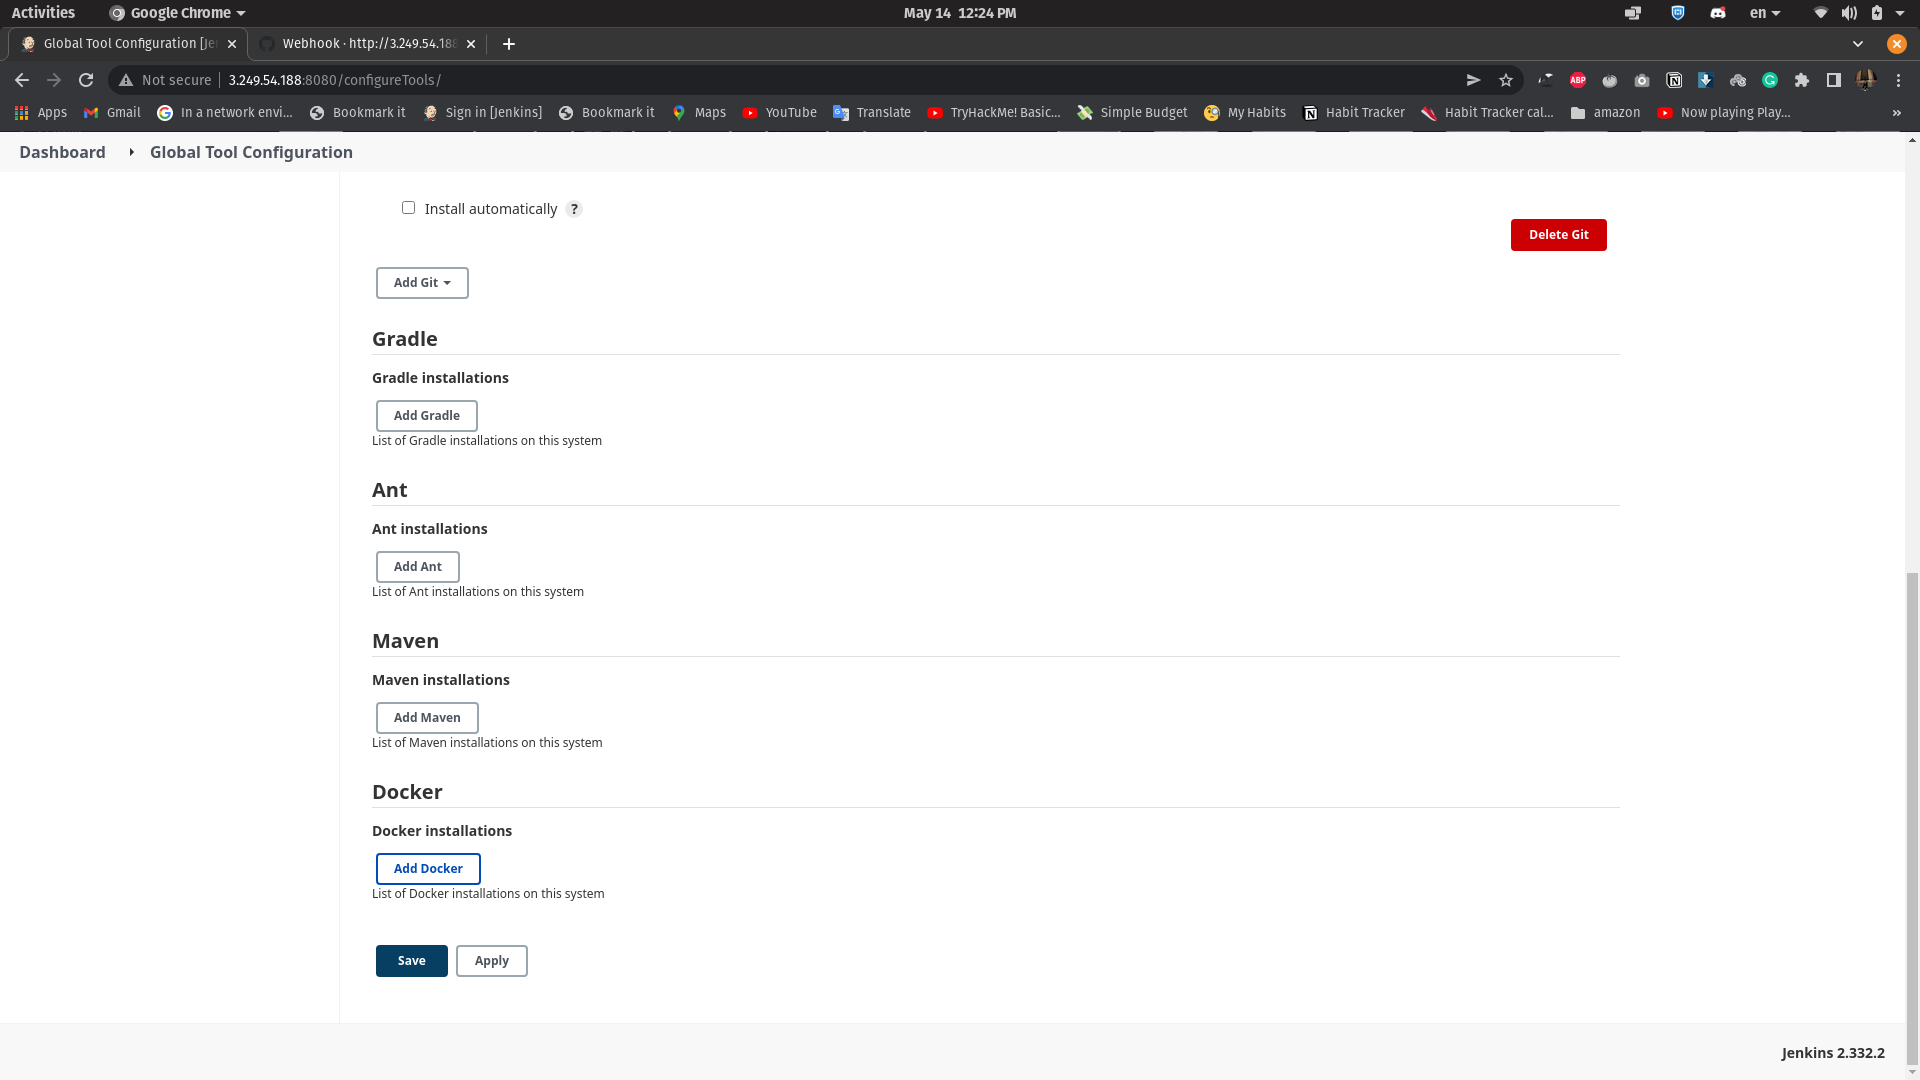 Activities Google Chrome May 14 12:24 PM en
Global Tool Configuration [Je Webhook · http://3.249.54.188
Not secure 3.249.54.188:8080/configureTools/ ABP
Apps Gmail In a network envi... Bookmark it Sign in [Jenkins] Bookmark it Maps YouTube Translate TryHackMe! Basic... Simple Budget My Habits Habit Tracker Habit Tracker cal... amazon Now playing Play... »
Dashboard Global Tool Configuration
Install automatically ?
Delete Git
Add Git
Gradle
Gradle installations
Add Gradle
List of Gradle installations on this system
Ant
Ant installations
Add Ant
List of Ant installations on this system
Maven
Maven installations
Add Maven
List of Maven installations on this system
Docker
Docker installations
Add Docker
List of Docker installations on this system
Save Apply
Jenkins 2.332.2